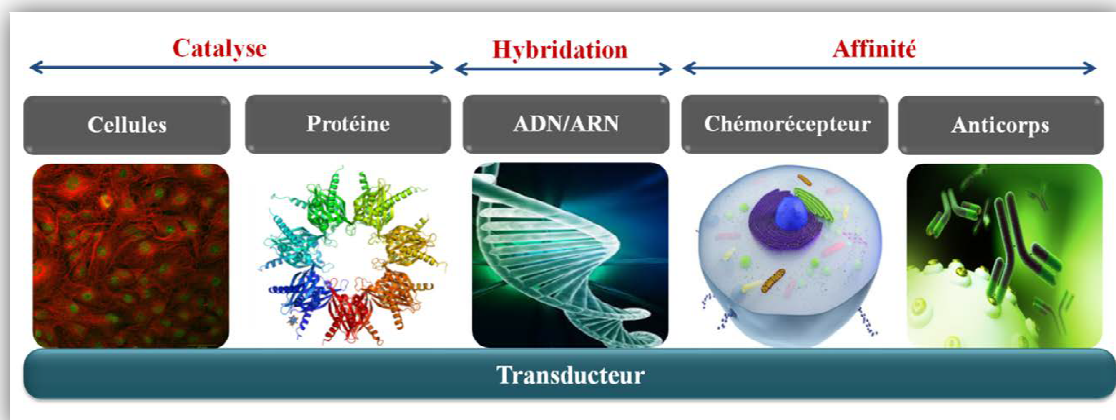 Catalyse Hybridation Affinité
Cellules Protéine ADN/ARN Chémorécepteur Anticorps
Transducteur